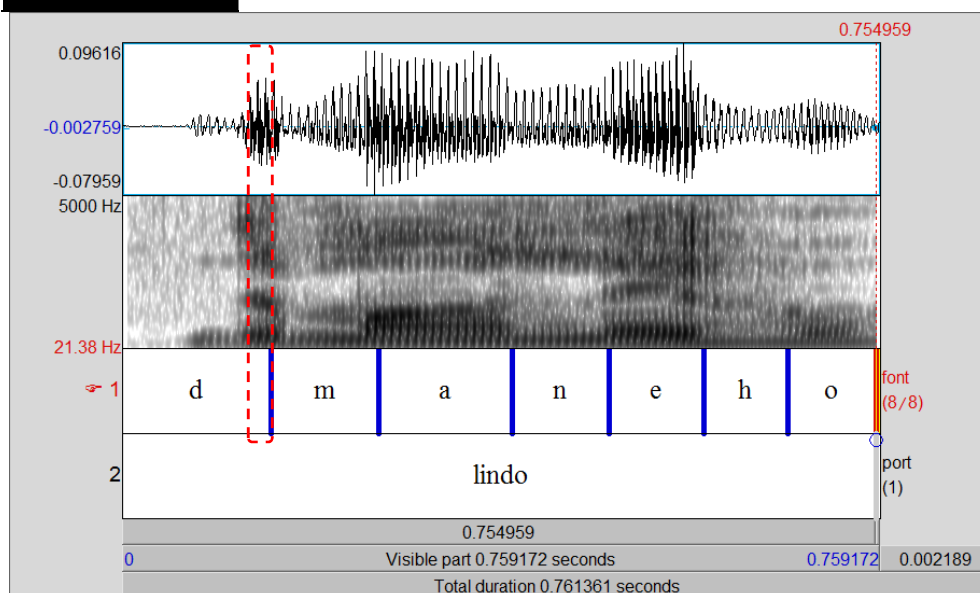 0.754959
0.09616
-0.002759
-0.07959
5000 Hz
21.38 Hz
☞ 1 d m a n e h o font
(8/8)
2 lindo port
(1)
0.754959
0 Visible part 0.759172 seconds 0.759172 0.002189
Total duration 0.761361 seconds